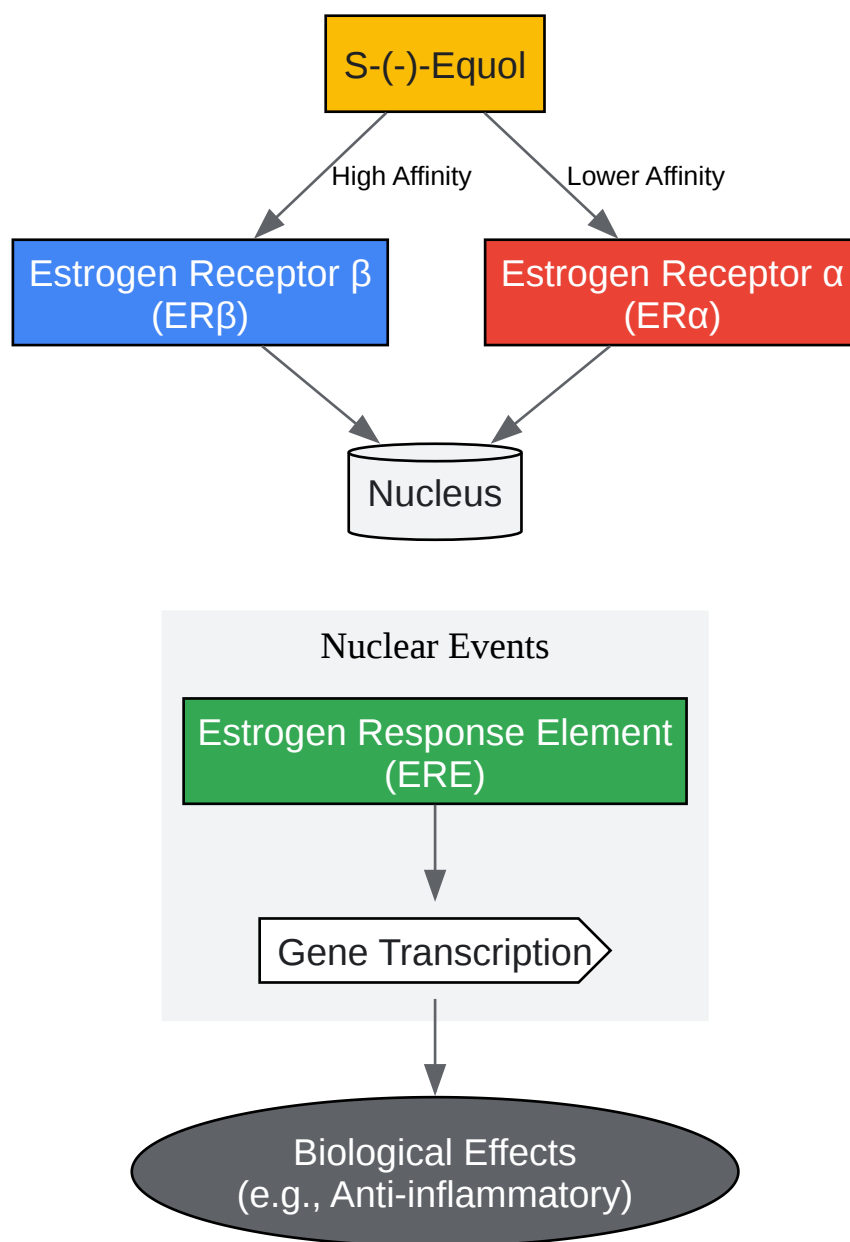 S-(-)-Equol
High Affinity
Lower Affinity
Estrogen Receptor β
(ERβ)
Estrogen Receptor α
(ERα)
Nucleus
Nuclear Events
Estrogen Response Element
(ERE)
Gene Transcription
Biological Effects
(e.g., Anti-inflammatory)